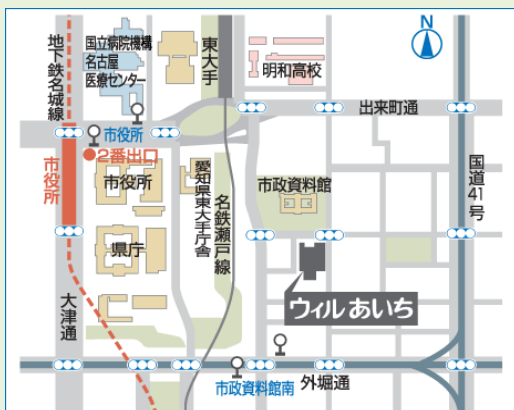 N
国立病院機構
名古屋
医療センター
東大手
明和高校
地下鉄名城線
出来町通
市役所
2番出口
市役所
市役所
愛知県東大手庁舎
名鉄瀬戸線
市政資料館
国道41号
県庁
大津通
ウィルあいち
市政資料館南
外堀通